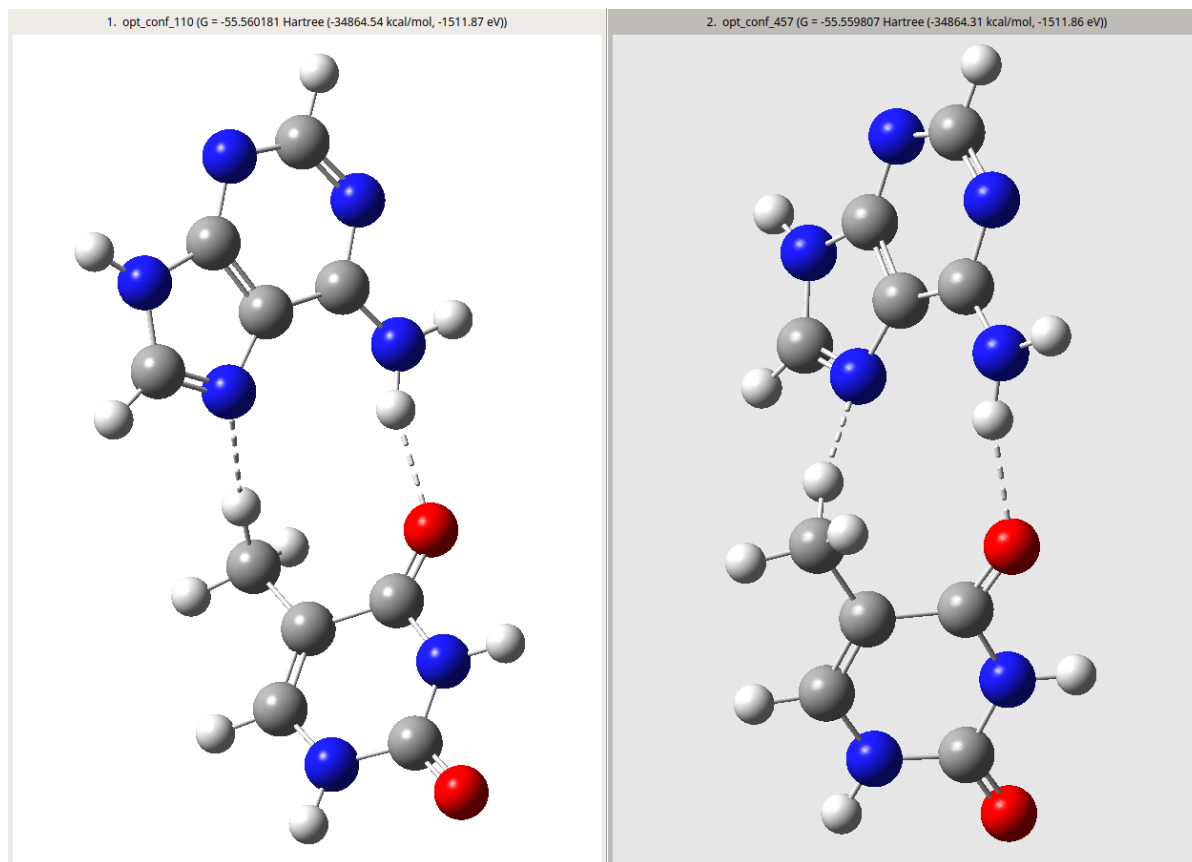 1. opt_conf_110 (G = -55.560181 Hartree (-34864.54 kcal/mol, -1511.87 eV))
2. opt_conf_457 (G = -55.559807 Hartree (-34864.31 kcal/mol, -1511.86 eV))